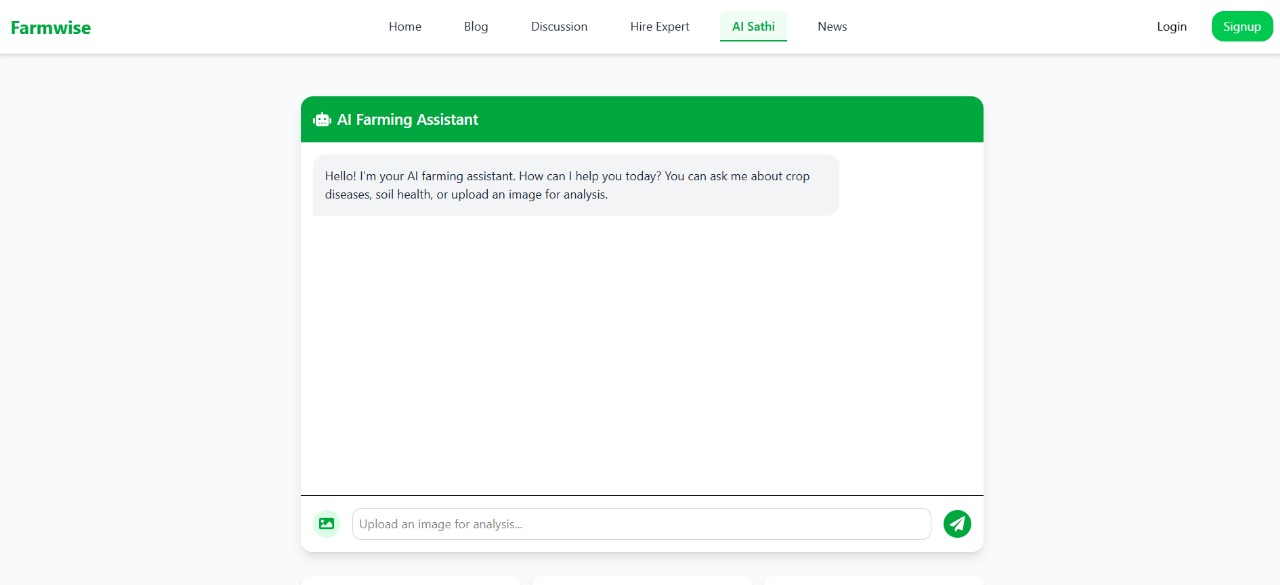 Farmwise
Home Blog Discussion Hire Expert AI Sathi News
Login Signup
AI Farming Assistant
Hello! I'm your AI farming assistant. How can I help you today? You can ask me about crop
diseases, soil health, or upload an image for analysis.
Upload an image for analysis...